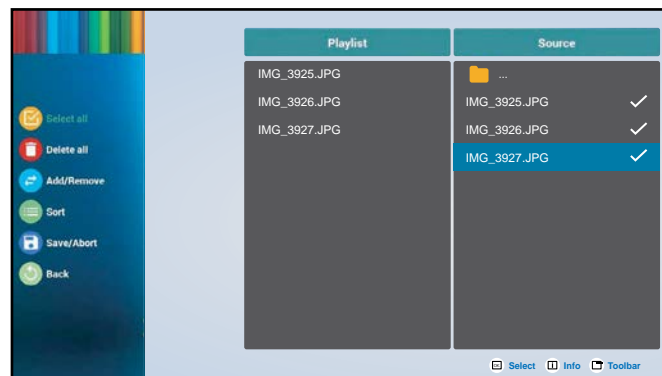 Select all
Delete all
Add/Remove
Sort
Save/Abort
Back
Playlist
IMG_3925.JPG
IMG_3926.JPG
IMG_3927.JPG
Source
...
IMG_3925.JPG
IMG_3926.JPG
IMG_3927.JPG
Select Info Toolbar